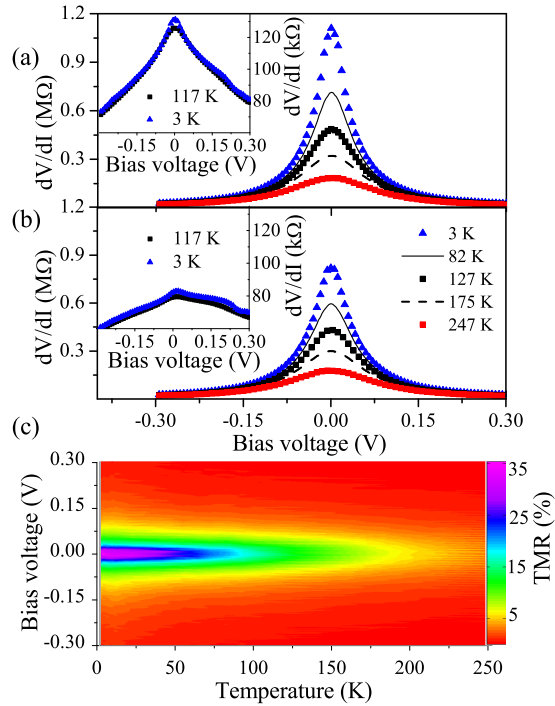 (a)
1.2
0.9
0.6
0.3
1.2
dV/dI (MΩ)
117 K
3 K
-0.15 0.00 0.15 0.30
Bias voltage (V)
120
100
80
dV/dI (kΩ)
(b)
0.9
0.6
0.3
dV/dI (MΩ)
117 K
3 K
-0.15 0.00 0.15 0.30
Bias voltage (V)
120
100
80
60
dV/dI (kΩ)
3 K
82 K
127 K
175 K
247 K
-0.30 -0.15 0.00 0.15 0.30
Bias voltage (V)
(c)
0.30
0.15
0.00
-0.15
-0.30
Bias voltage (V)
0 50 100 150 200 250
Temperature (K)
35
25
15
5
TMR (%)